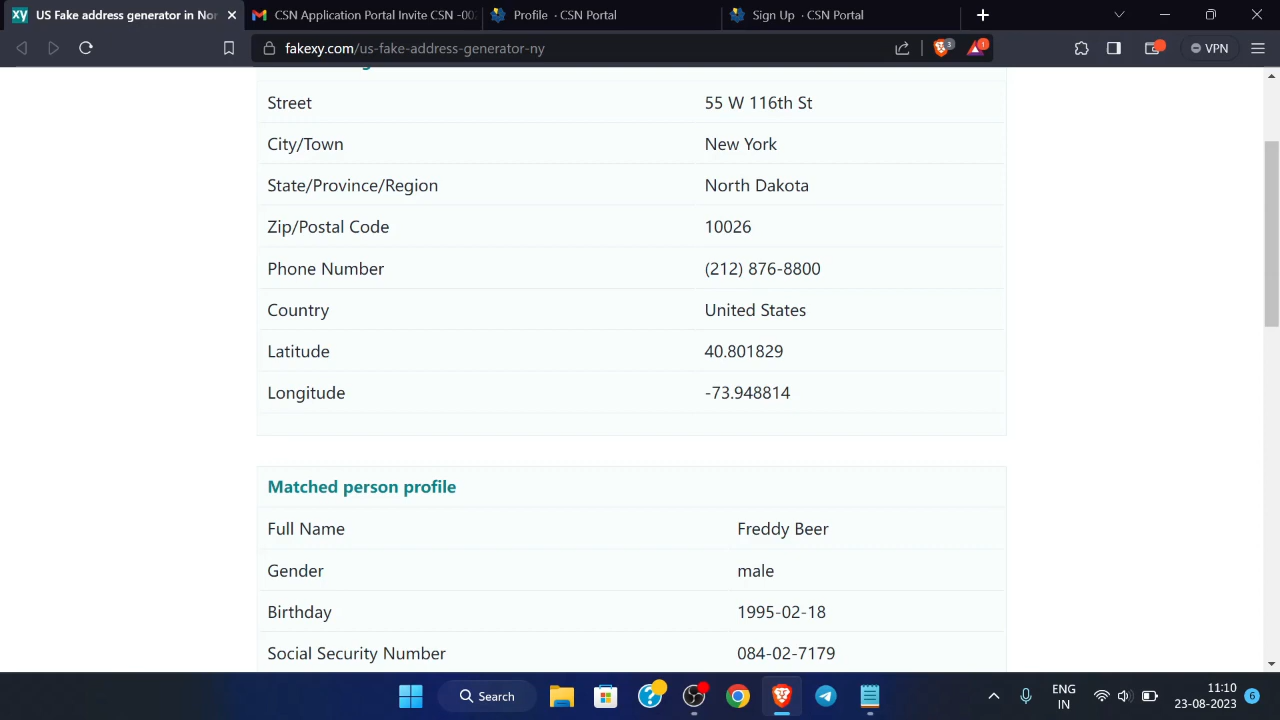 US Fake address generator in Nor
CSN Application Portal Invite CSN -00
Profile · CSN Portal
Sign Up · CSN Portal
fakexy.com/us-fake-address-generator-ny
3
1
VPN
Street 55 W 116th St
City/Town New York
State/Province/Region North Dakota
Zip/Postal Code 10026
Phone Number (212) 876-8800
Country United States
Latitude 40.801829
Longitude -73.948814
Matched person profile
Full Name Freddy Beer
Gender male
Birthday 1995-02-18
Social Security Number 084-02-7179
Search
ENG
IN
11:10
23-08-2023
6